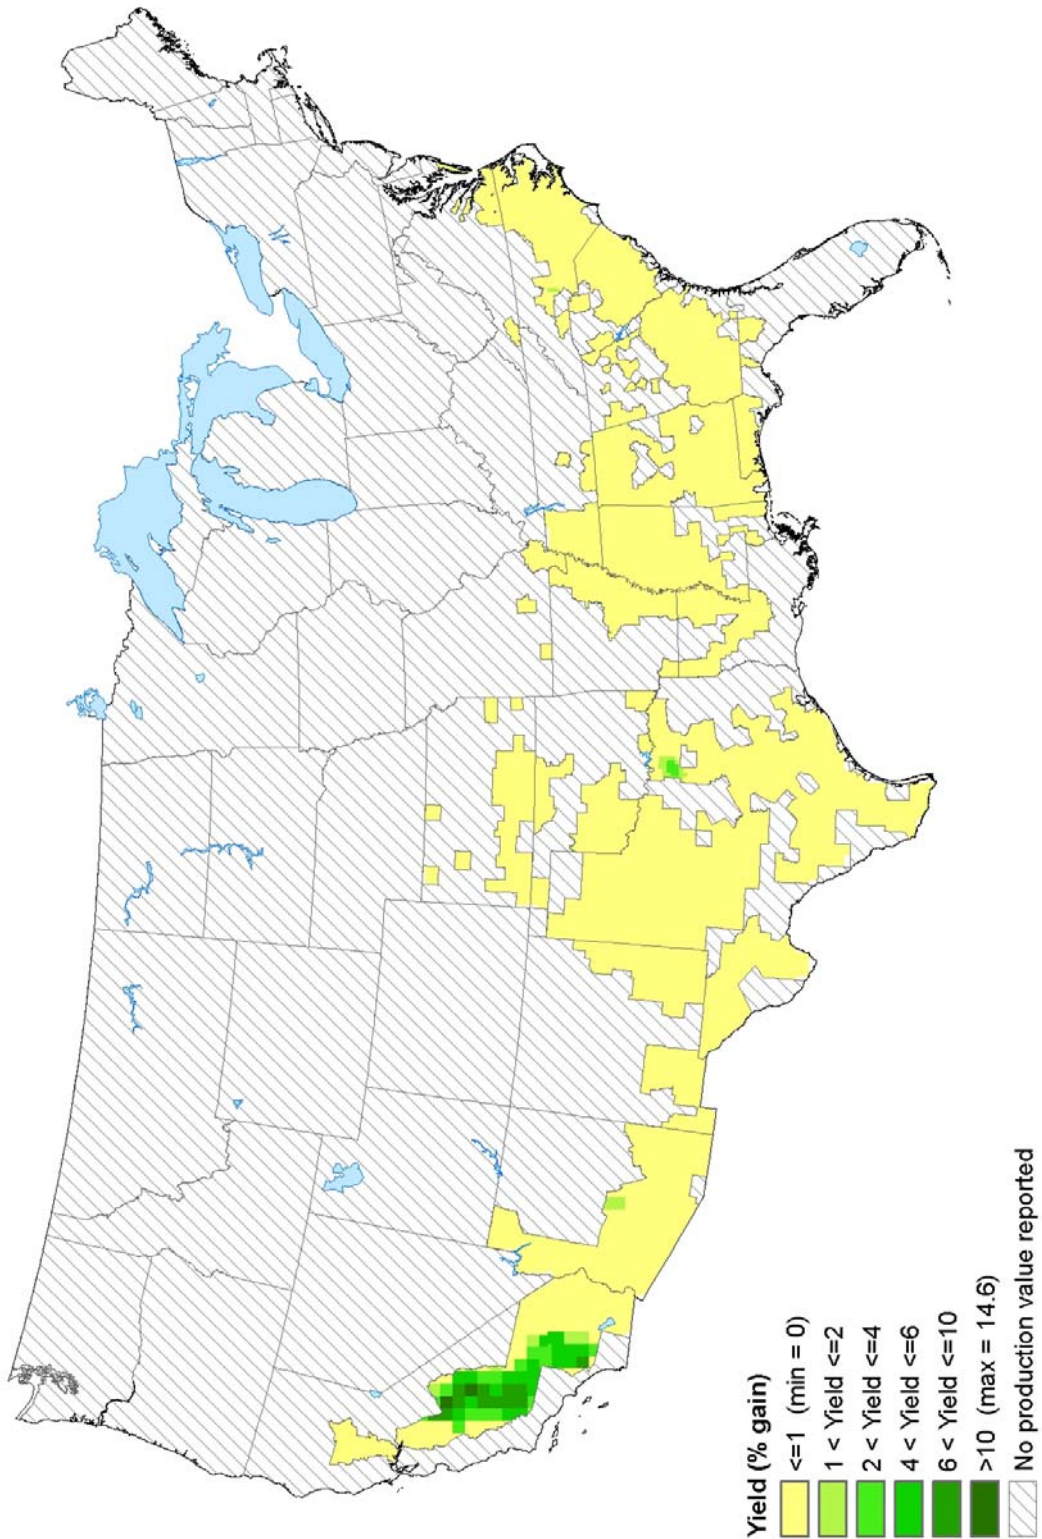 Yield (% gain)
<=1 (min = 0)
1 < Yield <=2
2 < Yield <=4
4 < Yield <=6
6 < Yield <=10
>10 (max = 14.6)
No production value reported